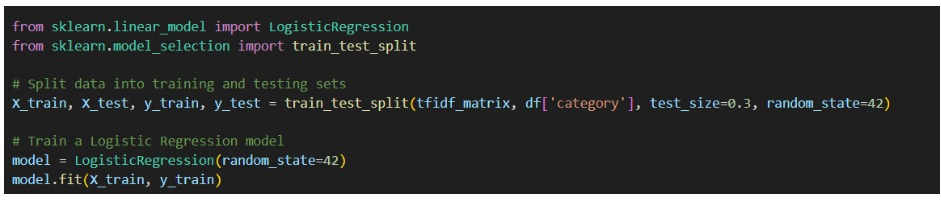 from sklearn.linear_model import LogisticRegression
from sklearn.model_selection import train_test_split
# Split data into training and testing sets
X_train, X_test, y_train, y_test = train_test_split(tfidf_matrix, df['category'], test_size=0.3, random_state=42)
# Train a Logistic Regression model
model = LogisticRegression(random_state=42)
model.fit(X_train, y_train)